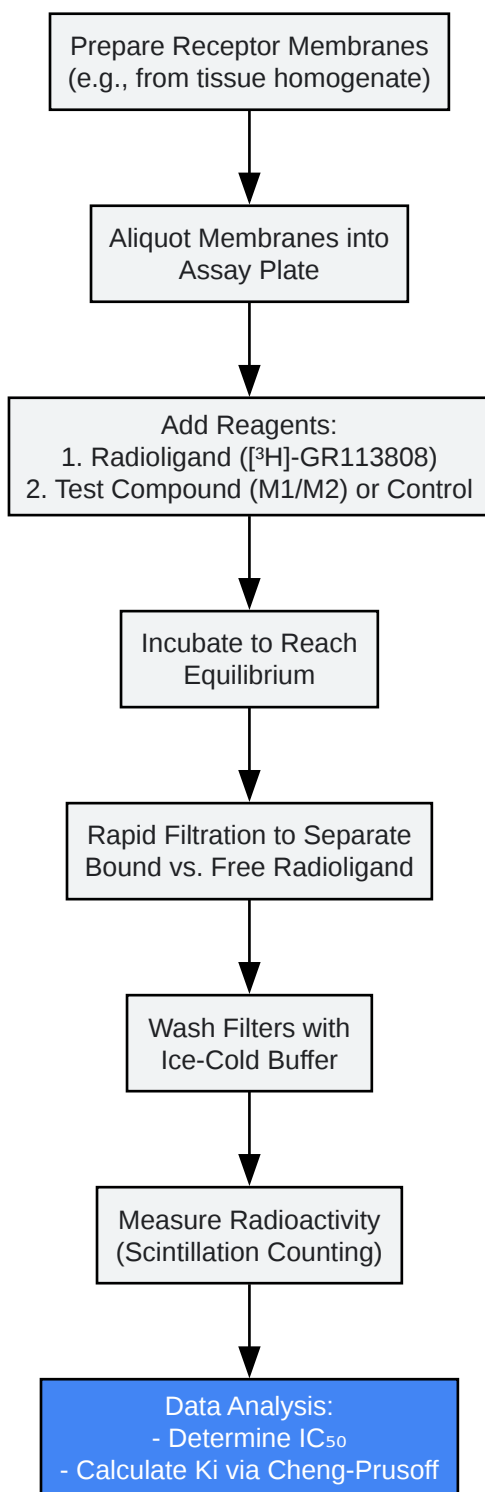 Prepare Receptor Membranes
(e.g., from tissue homogenate)
Aliquot Membranes into
Assay Plate
Add Reagents:
1. Radioligand ([³H]-GR113808)
2. Test Compound (M1/M2) or Control
Incubate to Reach
Equilibrium
Rapid Filtration to Separate
Bound vs. Free Radioligand
Wash Filters with
Ice-Cold Buffer
Measure Radioactivity
(Scintillation Counting)
Data Analysis:
- Determine IC₅₀
- Calculate Ki via Cheng-Prusoff